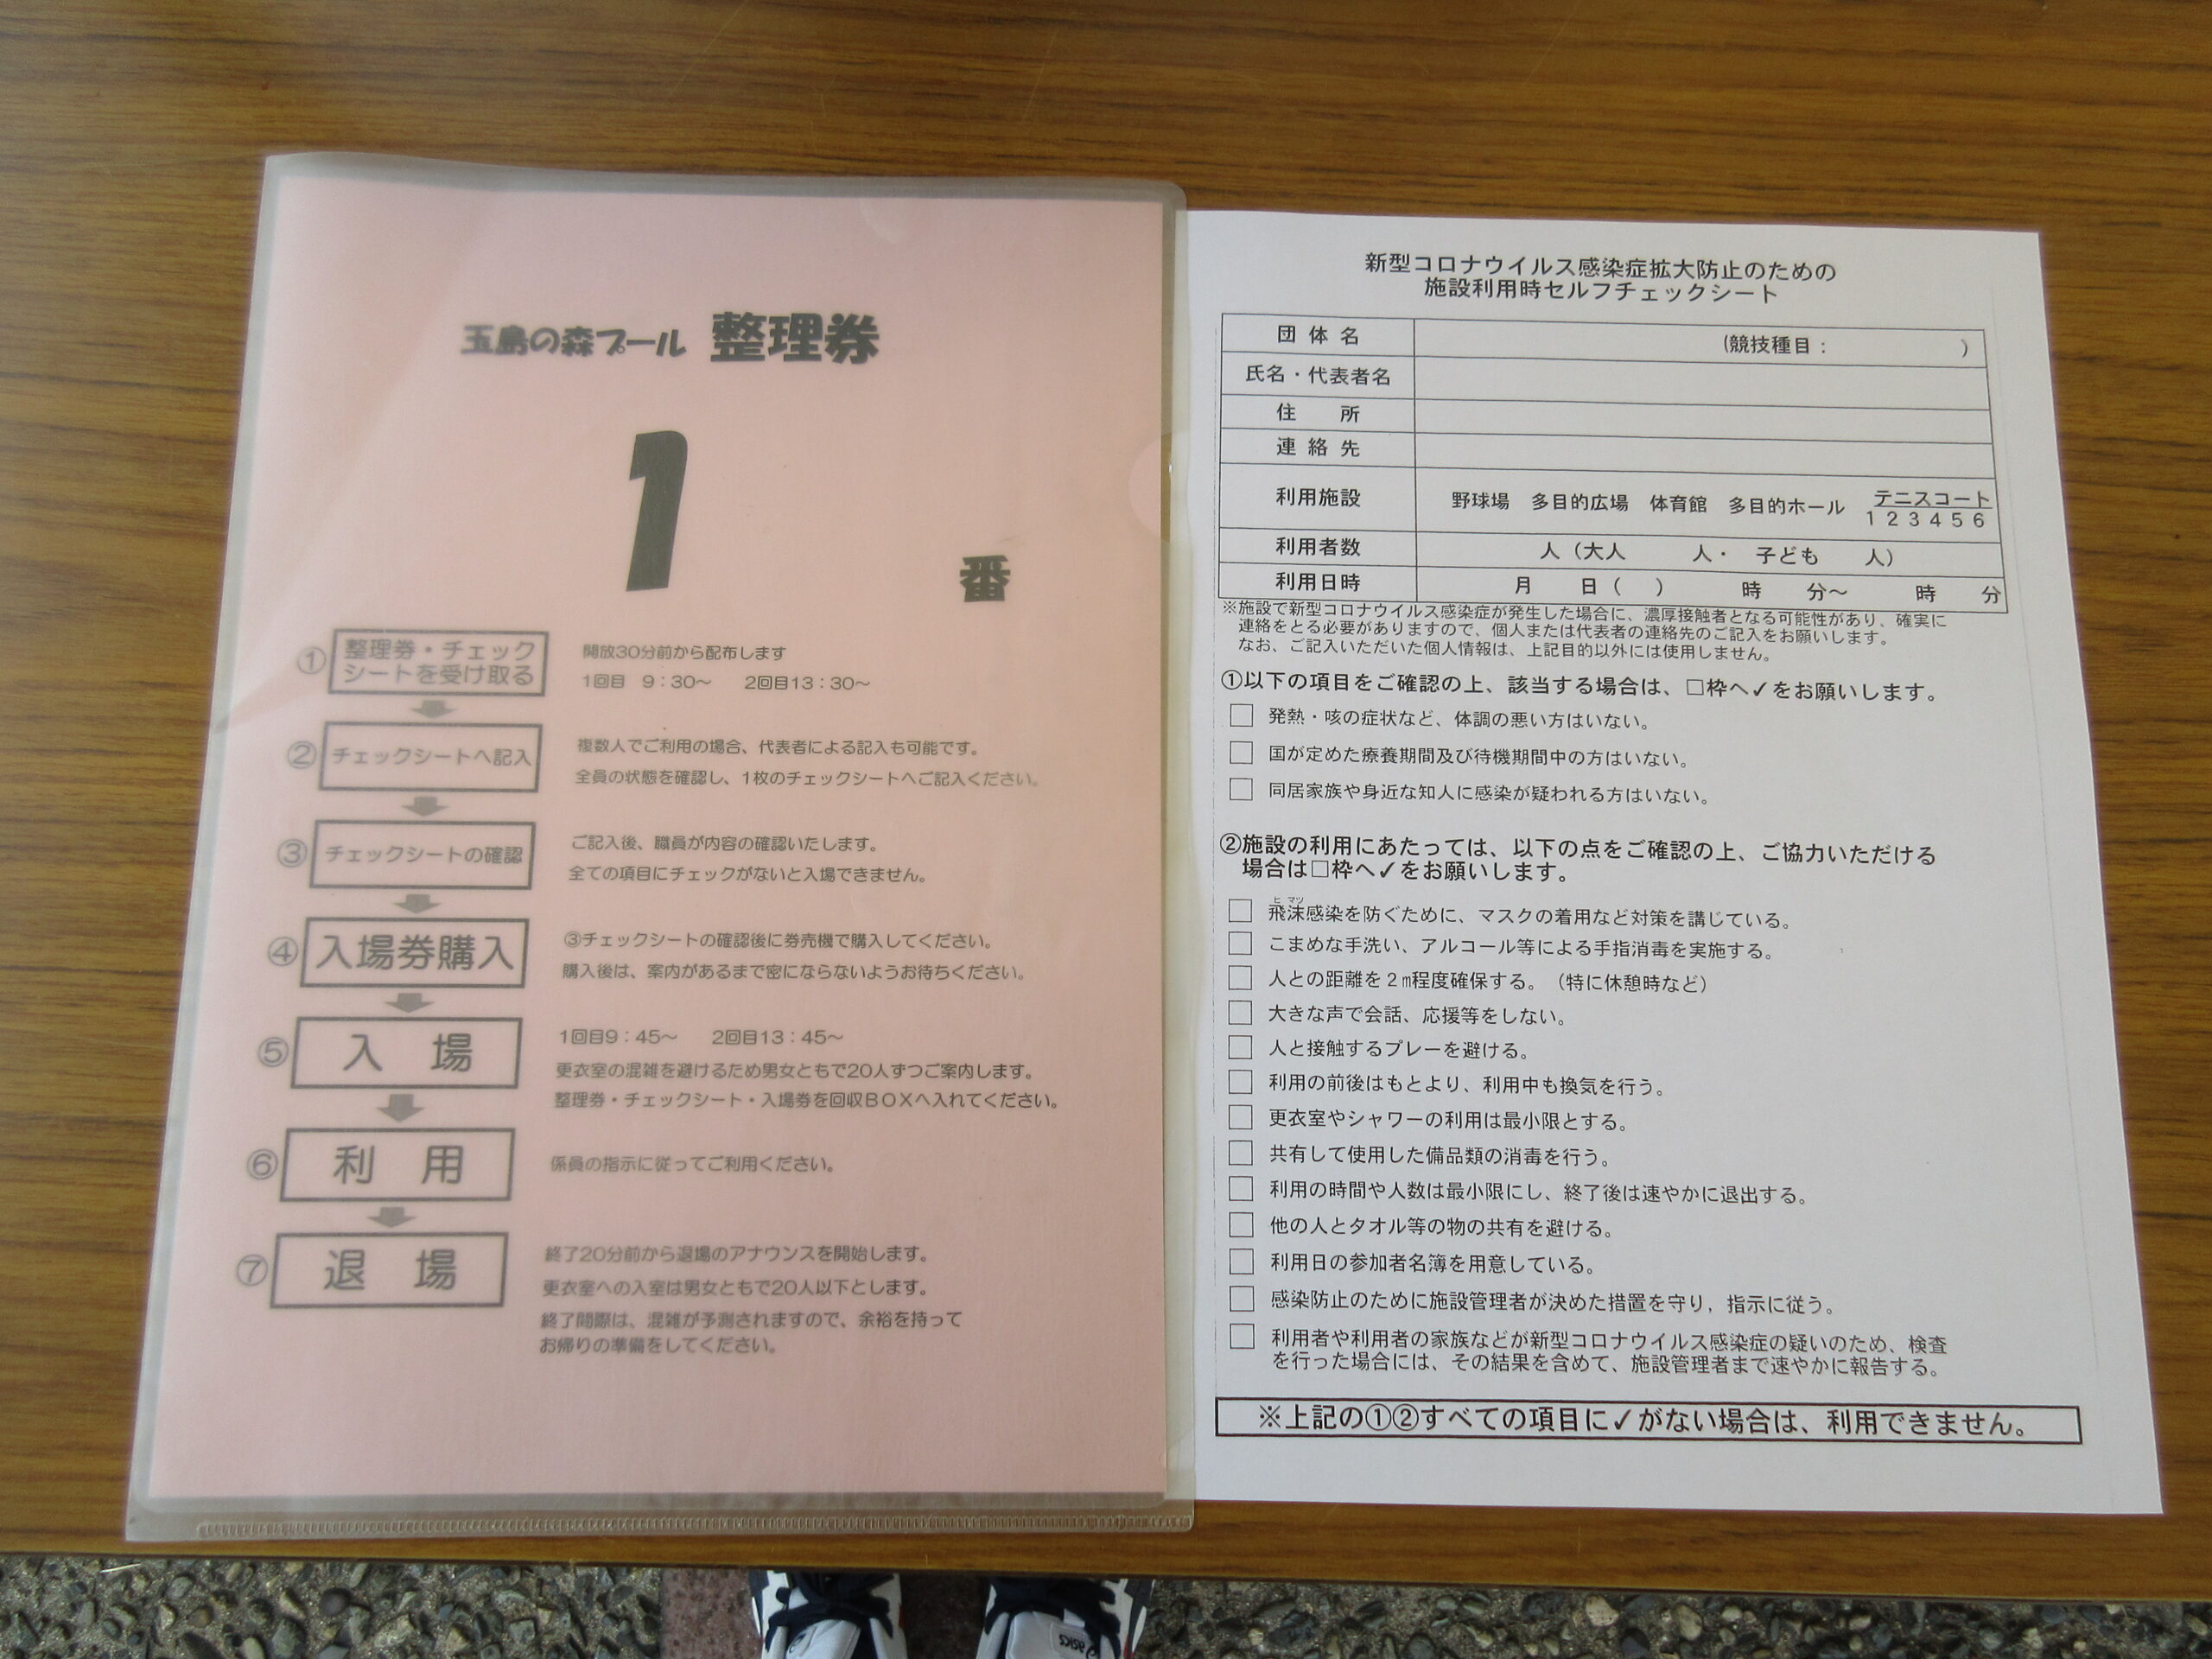 玉島の森プール 整理券
1
番
① 整理券・チェック
シートを受け取る
開放30分前から配布します
1回目 9:30～ 2回目13:30～
② チェックシートへ記入
複数人でご利用の場合、代表者による記入も可能です。
全員の状態を確認し、1枚のチェックシートへご記入ください。
③ チェックシートの確認
ご記入後、職員が内容の確認いたします。
全ての項目にチェックがないと入場できません。
④ 入場券購入
③チェックシートの確認後に券売機で購入してください。
購入後は、案内があるまで密にならないようお待ちください。
⑤ 入 場
1回目9:45～ 2回目13:45～
更衣室の混雑を避けるため男女ともで20人ずつご案内します。
整理券・チェックシート・入場券を回収BOXへ入れてください。
⑥ 利 用
係員の指示に従ってご利用ください。
⑦ 退 場
終了20分前から退場のアナウンスを開始します。
更衣室への入室は男女ともで20人以下とします。
終了間際は、混雑が予測されますので、余裕を持って
お帰りの準備をしてください。
新型コロナウイルス感染症拡大防止のための
施設利用時セルフチェックシート
団体名 (競技種目: )
氏名・代表者名
住 所
連絡先
利用施設 野球場 多目的広場 体育館 多目的ホール テニスコート
1 2 3 4 5 6
利用者数 人(大人 人・ 子ども 人)
利用日時 月 日( ) 時 分～ 時 分
※施設で新型コロナウイルス感染症が発生した場合に、濃厚接触者となる可能性があり、確実に
連絡をとる必要がありますので、個人または代表者の連絡先のご記入をお願いします。
なお、ご記入いただいた個人情報は、上記目的以外には使用しません。
①以下の項目をご確認の上、該当する場合は、□枠へ✓をお願いします。
□ 発熱・咳の症状など、体調の悪い方はいない。
□ 国が定めた療養期間及び待機期間中の方はいない。
□ 同居家族や身近な知人に感染が疑われる方はいない。
②施設の利用にあたっては、以下の点をご確認の上、ご協力いただける
場合は□枠へ✓をお願いします。
ヒ マツ
□ 飛沫感染を防ぐために、マスクの着用など対策を講じている。
□ こまめな手洗い、アルコール等による手指消毒を実施する。
□ 人との距離を2㎡程度確保する。(特に休憩時など)
□ 大きな声で会話、応援等をしない。
□ 人と接触するプレーを避ける。
□ 利用の前後はもとより、利用中も換気を行う。
□ 更衣室やシャワーの利用は最小限とする。
□ 共有して使用した備品類の消毒を行う。
□ 利用の時間や人数は最小限にし、終了後は速やかに退出する。
□ 他の人とタオル等の物の共有を避ける。
□ 利用日の参加者名簿を用意している。
□ 感染防止のために施設管理者が決めた措置を守り,指示に従う。
□ 利用者や利用者の家族などが新型コロナウイルス感染症の疑いのため、検査
を行った場合には、その結果を含めて、施設管理者まで速やかに報告する。
※上記の①②すべての項目に✓がない場合は、利用できません。
asics